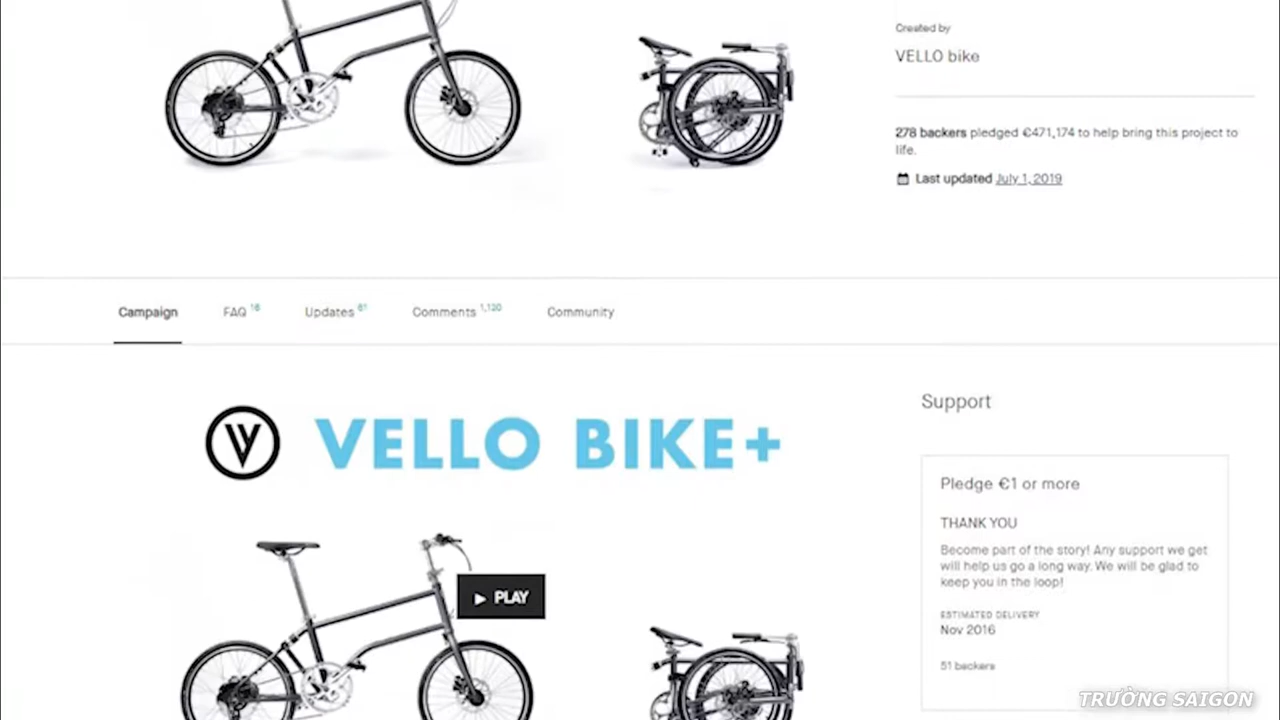 Created by
VELLO bike
278 backers pledged €471,174 to help bring this project to
life.
Last updated July 1, 2019
Campaign
FAQ 16
Updates 61
Comments 1,120
Community
VELLO BIKE+
PLAY
Support
Pledge €1 or more
THANK YOU
Become part of the story! Any support we get
will help us go a long way. We will be glad to
keep you in the loop!
ESTIMATED DELIVERY
Nov 2016
51 backers
TRƯỜNG SAIGON